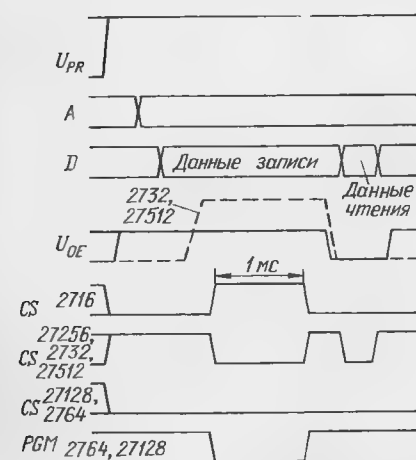 U_PR
A
D
Данные записи
2732,
27512
Данные
чтения
U_OE
1 мс
CS 2716
27256,
CS 2732,
27512
CS 27128,
2764
PGM 2764, 27128